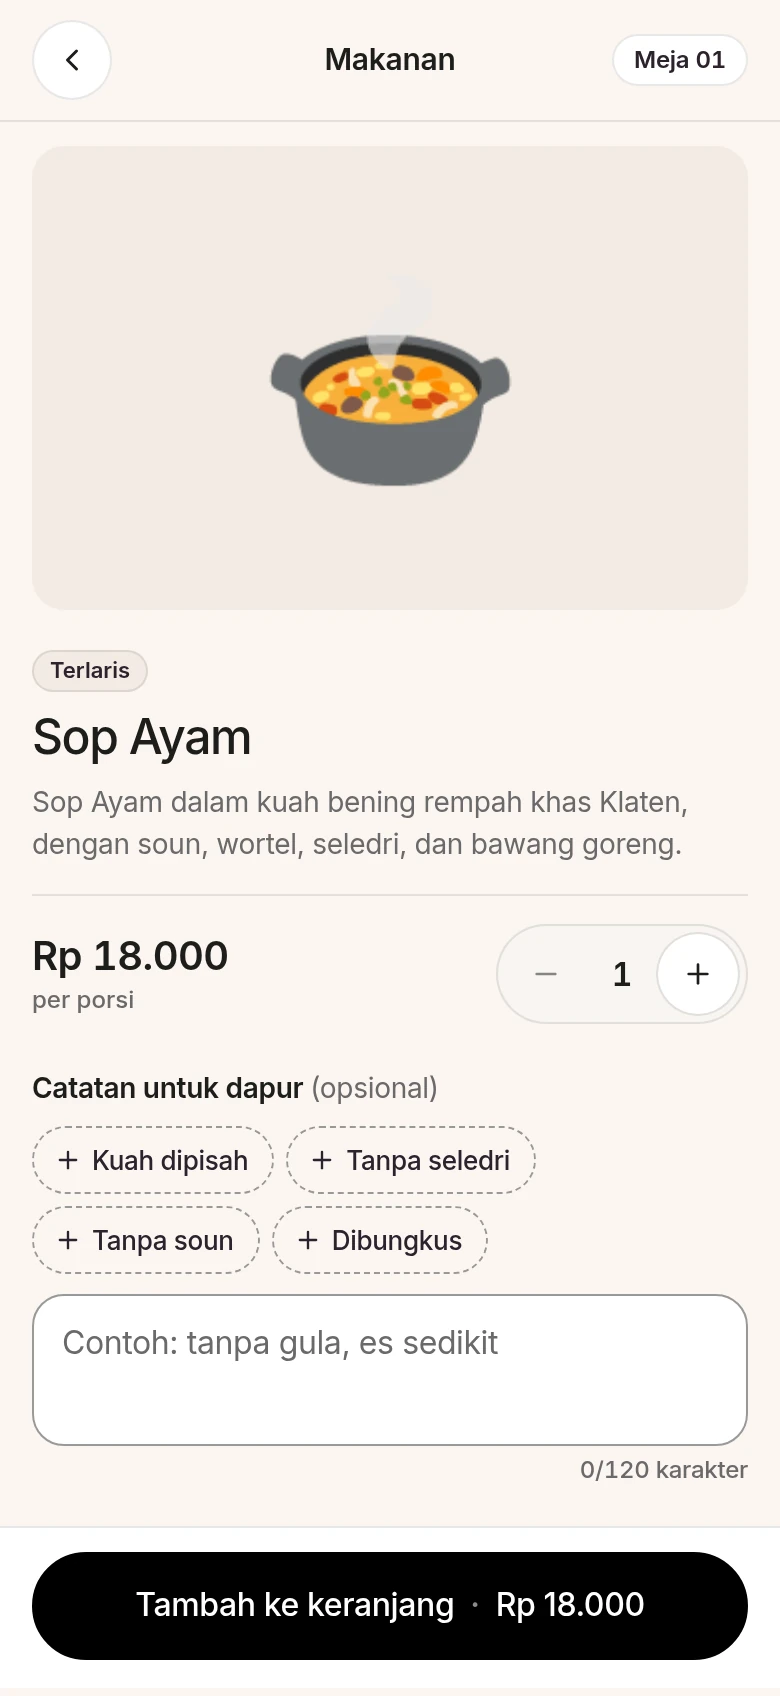 Makanan
Meja 01
Terlaris
Sop Ayam
Sop Ayam dalam kuah bening rempah khas Klaten,
dengan soun, wortel, seledri, dan bawang goreng.
Rp 18.000
per porsi
− 1 +
Catatan untuk dapur (opsional)
+ Kuah dipisah
+ Tanpa seledri
+ Tanpa soun
+ Dibungkus
Contoh: tanpa gula, es sedikit
0/120 karakter
Tambah ke keranjang · Rp 18.000